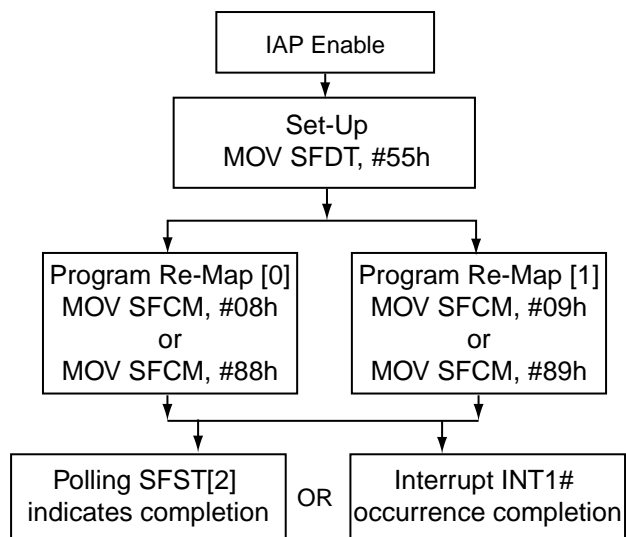 IAP Enable
Set-Up
MOV SFDT, #55h
Program Re-Map [0]
MOV SFCM, #08h
or
MOV SFCM, #88h
Program Re-Map [1]
MOV SFCM, #09h
or
MOV SFCM, #89h
Polling SFST[2]
indicates completion
OR
Interrupt INT1#
occurrence completion